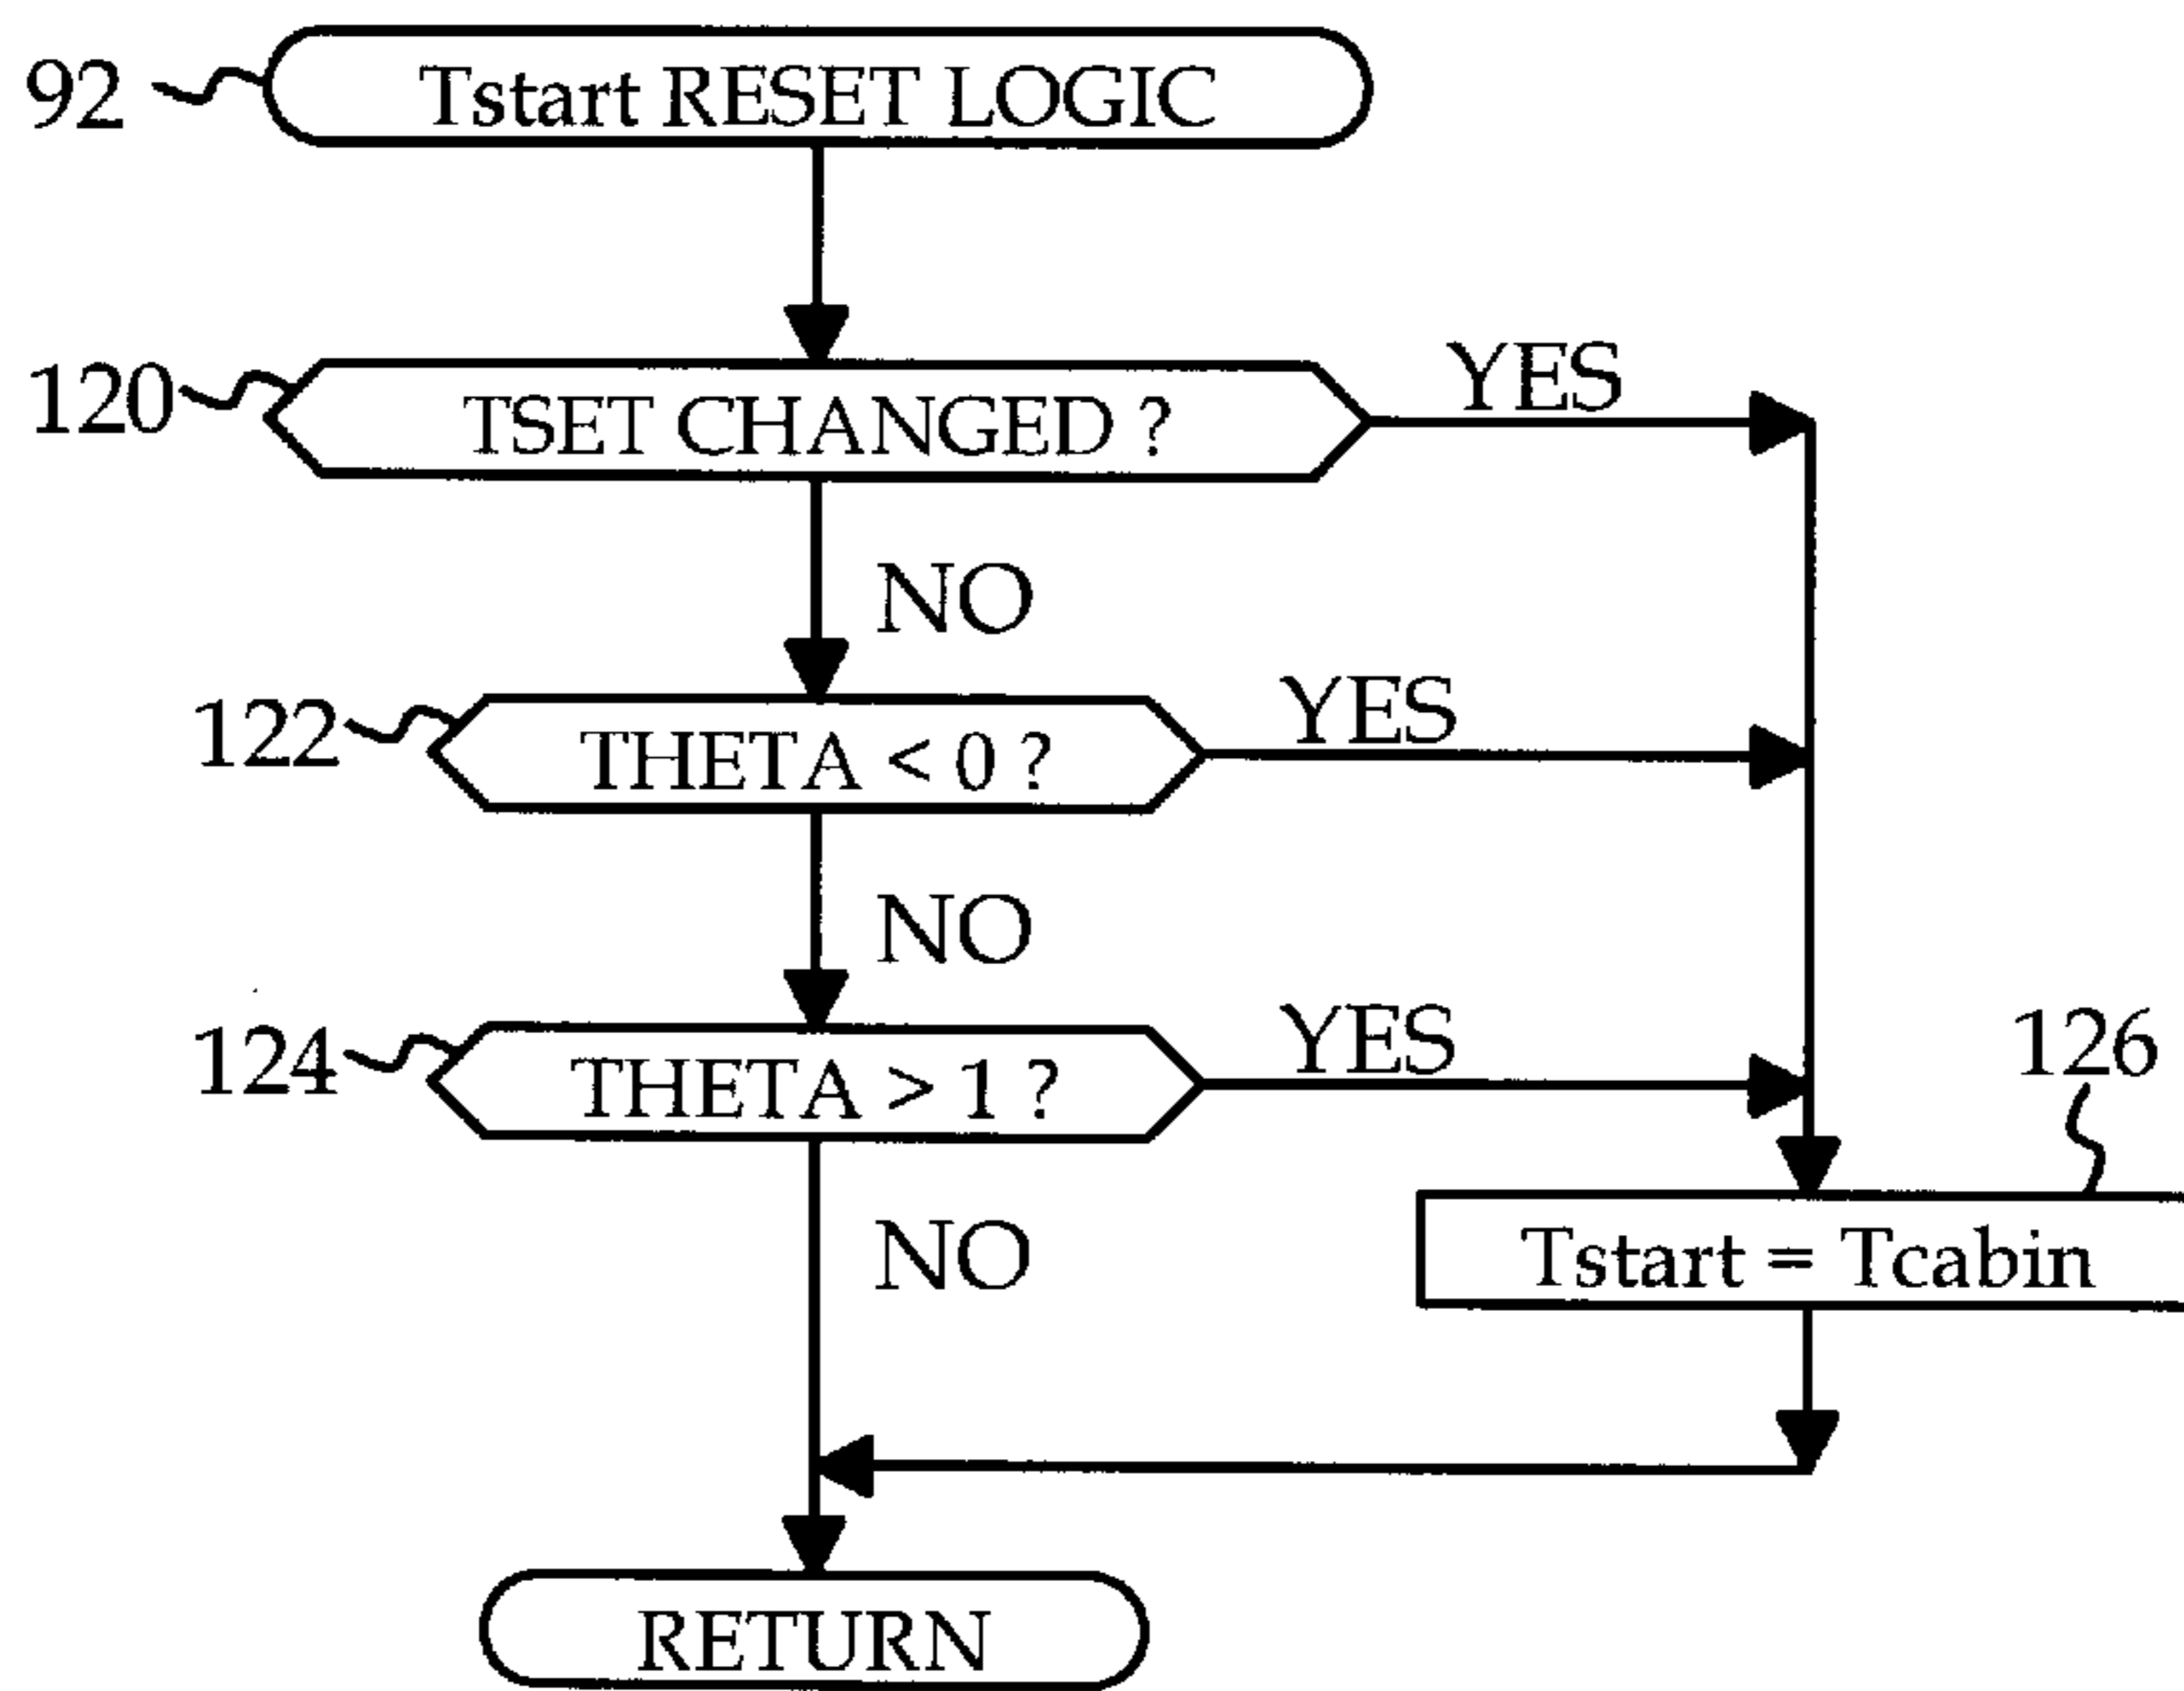 92
Tstart RESET LOGIC
120
TSET CHANGED ?
YES
NO
122
THETA < 0 ?
YES
NO
124
THETA > 1 ?
YES
126
NO
Tstart = Tcabin
RETURN